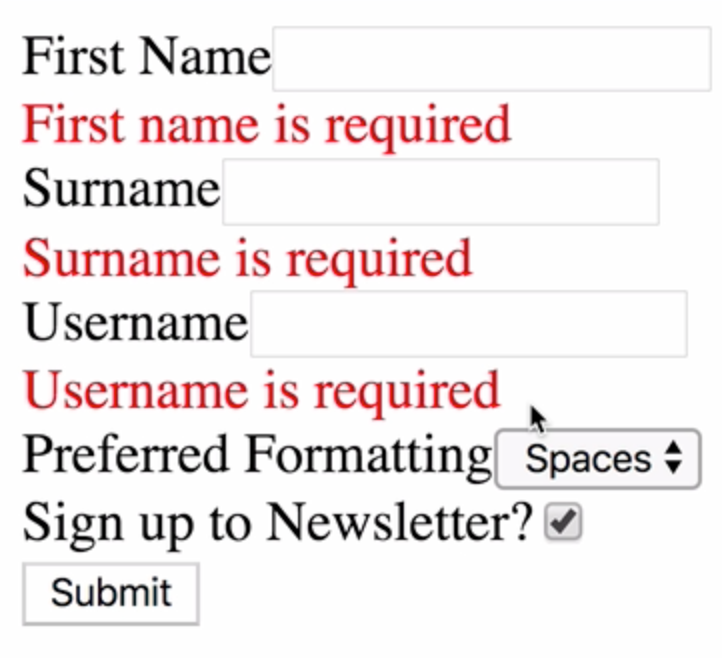 First Name
First name is required
Surname
Surname is required
Username
Username is required
Preferred Formatting Spaces
Sign up to Newsletter?
Submit